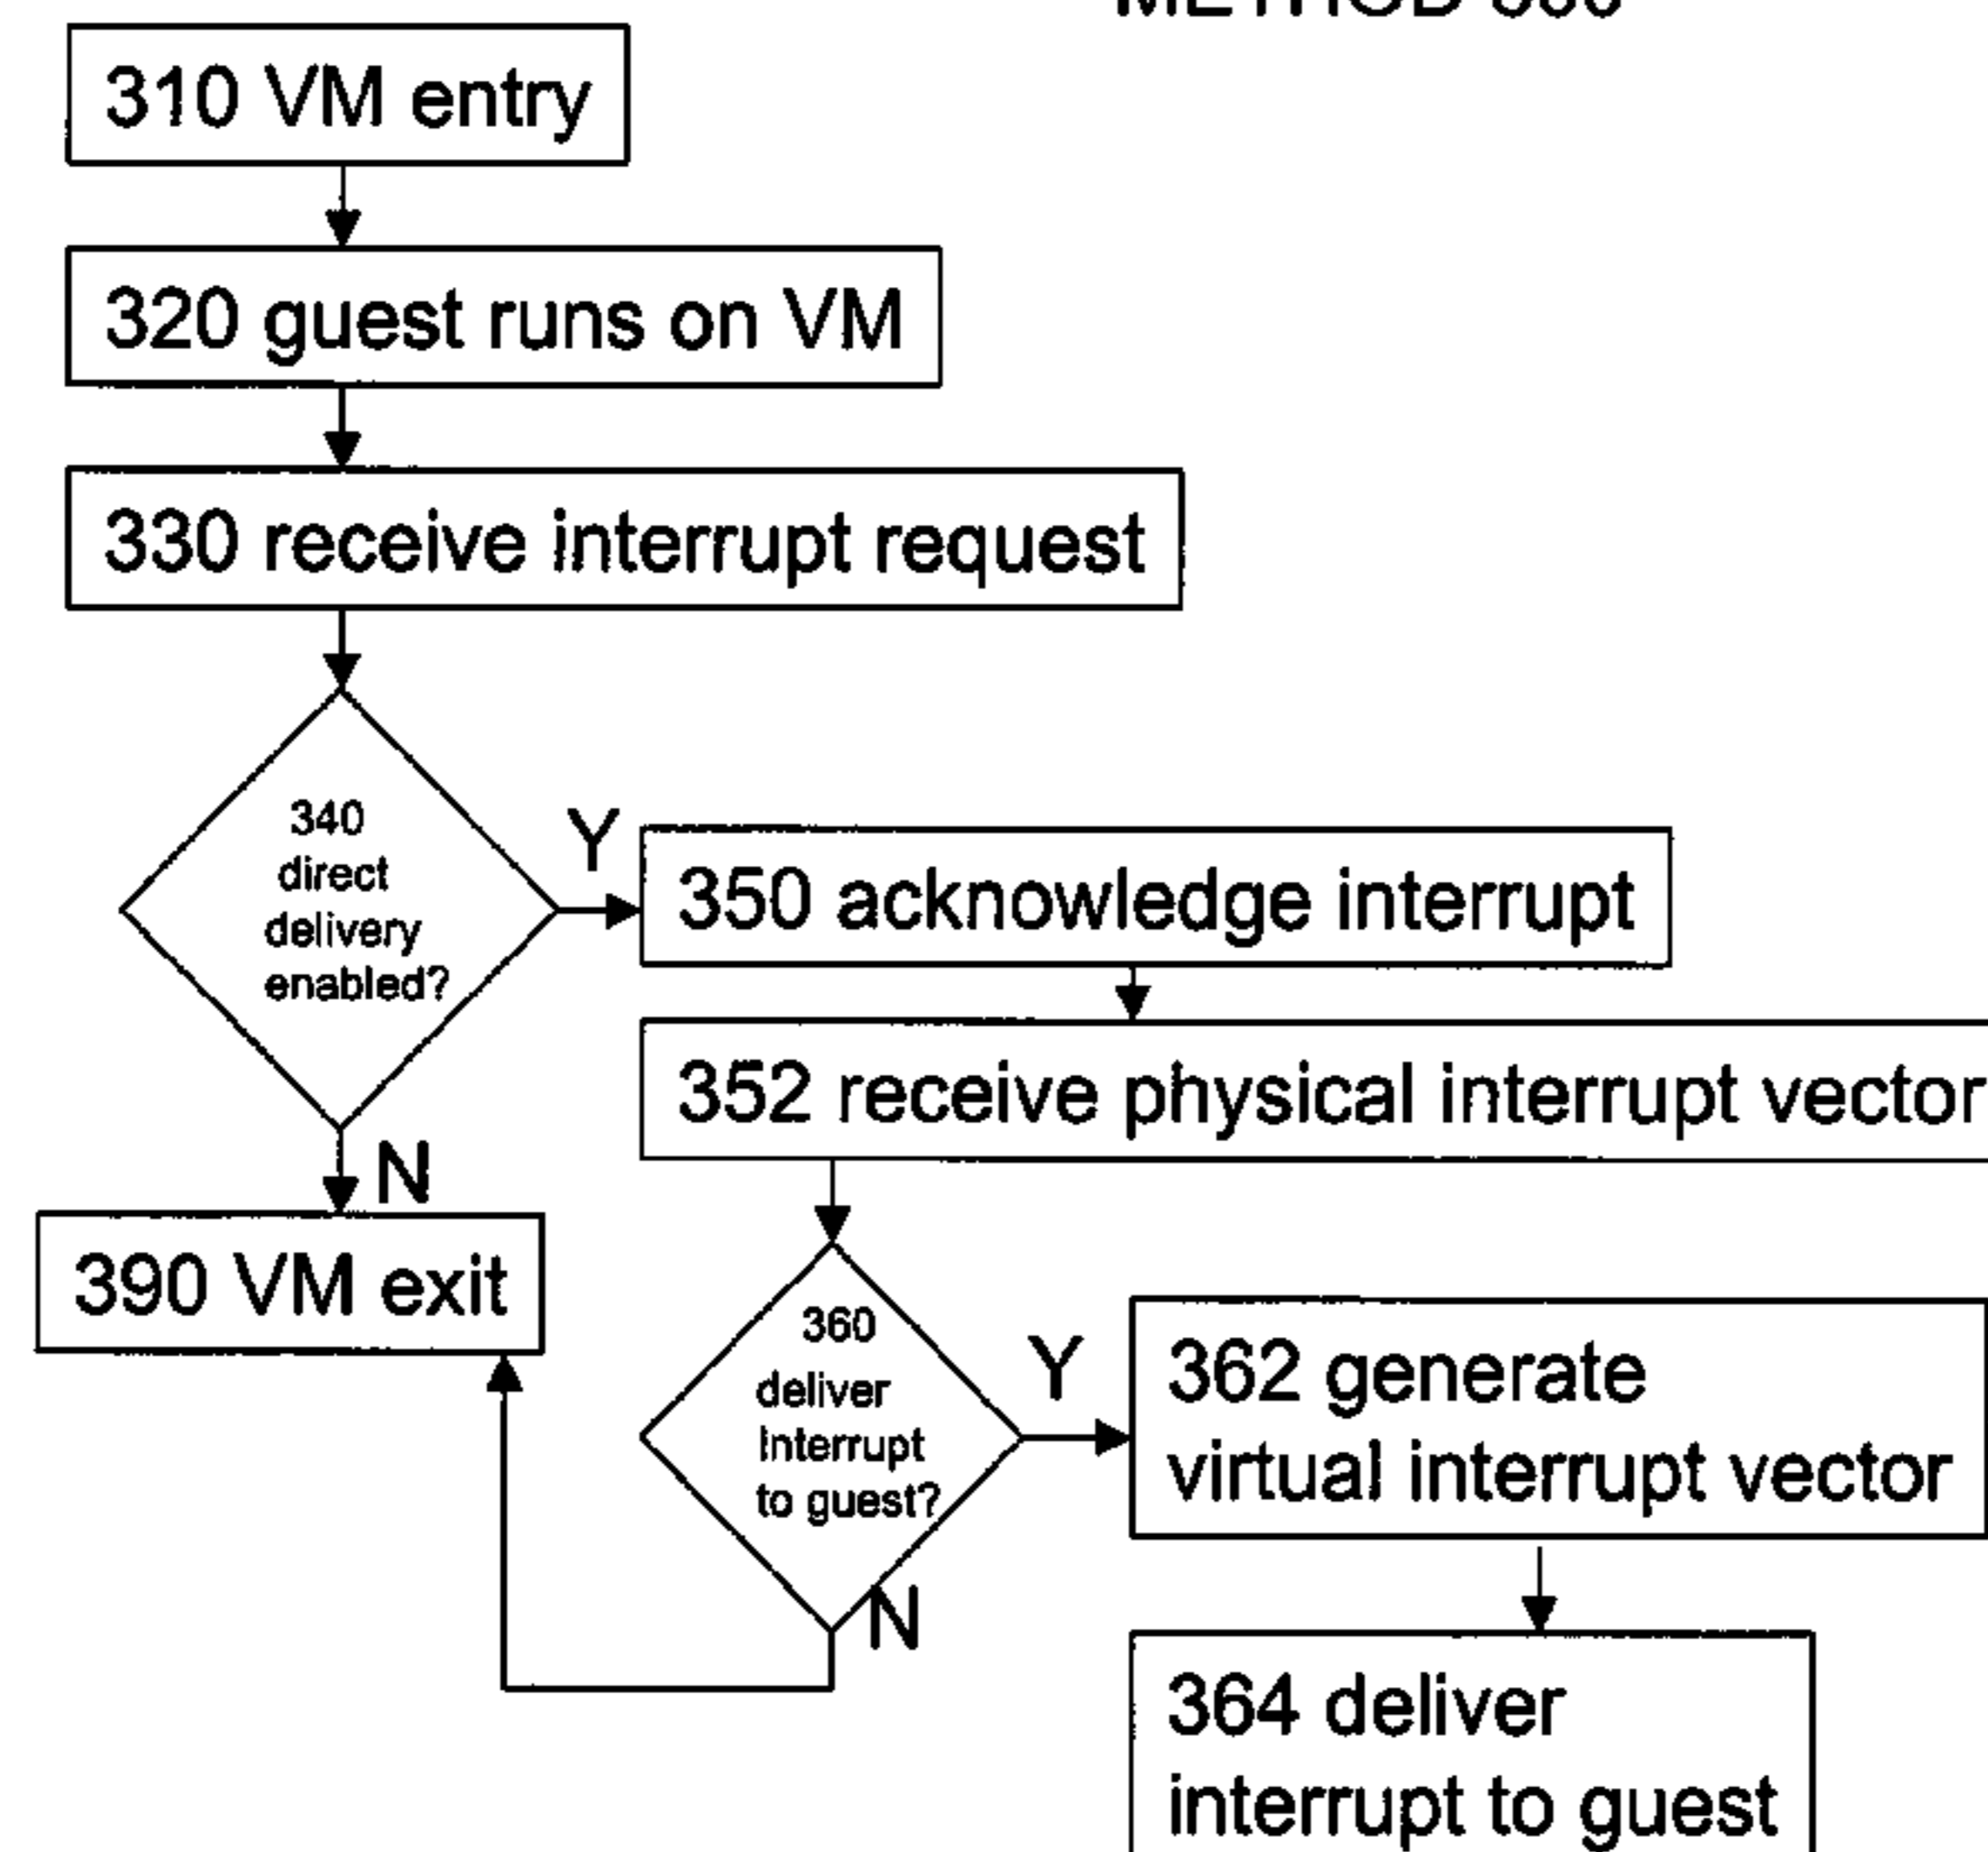 310 VM entry
320 guest runs on VM
330 receive interrupt request
340
direct
delivery
enabled?
Y
350 acknowledge interrupt
352 receive physical interrupt vector
N
390 VM exit
360
deliver
interrupt
to guest?
Y
362 generate
virtual interrupt vector
N
364 deliver
interrupt to guest